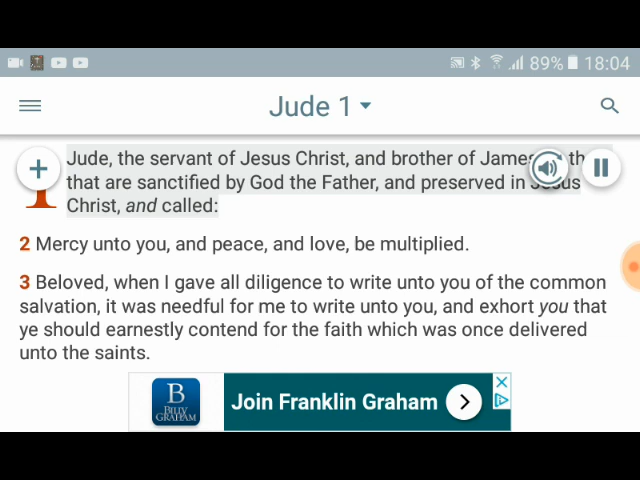 89% 18:04
Jude 1
1 Jude, the servant of Jesus Christ, and brother of James
that are sanctified by God the Father, and preserved in Jesus
Christ, and called:
2 Mercy unto you, and peace, and love, be multiplied.
3 Beloved, when I gave all diligence to write unto you of the common
salvation, it was needful for me to write unto you, and exhort you that
ye should earnestly contend for the faith which was once delivered
unto the saints.
B
BILLY
GRAHAM
Join Franklin Graham